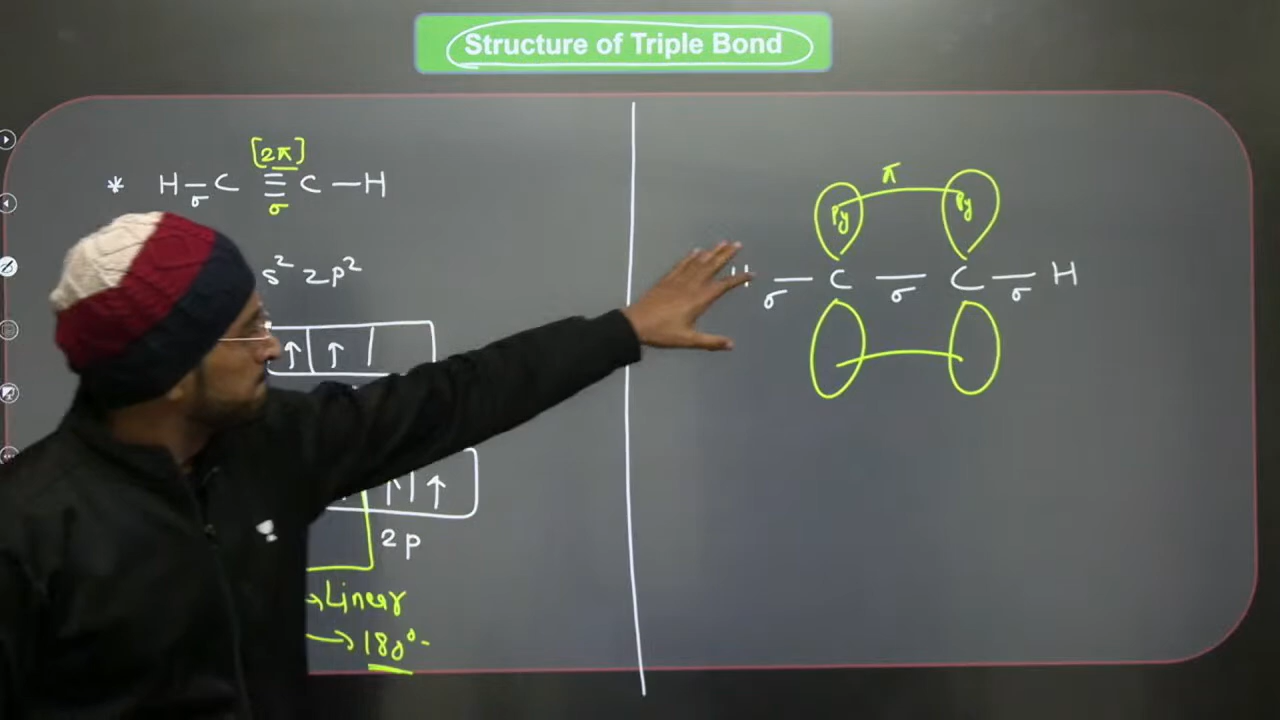 Structure of Triple Bond
[2π]
* H – C ≡ C – H
σ σ
s² 2p²
↑ ↑
↑ ↑
2p
→ Linear
→ 180°
π
Py Py
H – C – C – H
σ σ σ